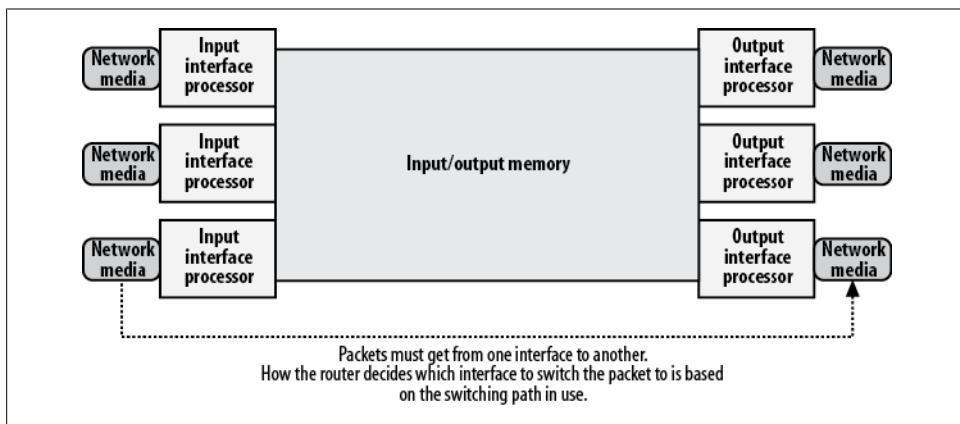 Network
media
Input
interface
processor
Output
interface
processor
Network
media
Network
media
Input
interface
processor
Input/output memory
Output
interface
processor
Network
media
Network
media
Input
interface
processor
Output
interface
processor
Network
media
Packets must get from one interface to another.
How the router decides which interface to switch the packet to is based
on the switching path in use.